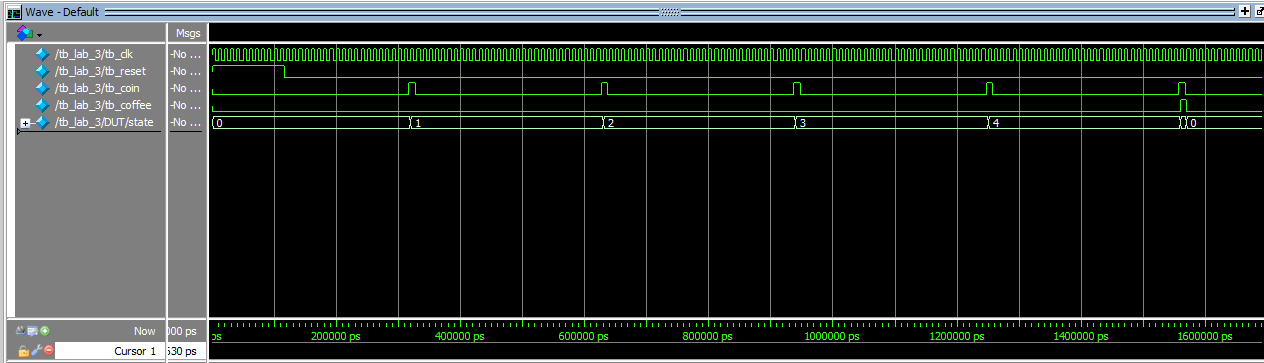 Wave - Default
Msgs
/tb_lab_3/tb_clk -No ...
/tb_lab_3/tb_reset -No ...
/tb_lab_3/tb_coin -No ...
/tb_lab_3/tb_coffee -No ...
/tb_lab_3/DUT/state -No ... 0 1 2 3 4 0
Now 000 ps ps 200000 ps 400000 ps 600000 ps 800000 ps 1000000 ps 1200000 ps 1400000 ps 1600000 ps
Cursor 1 530 ps